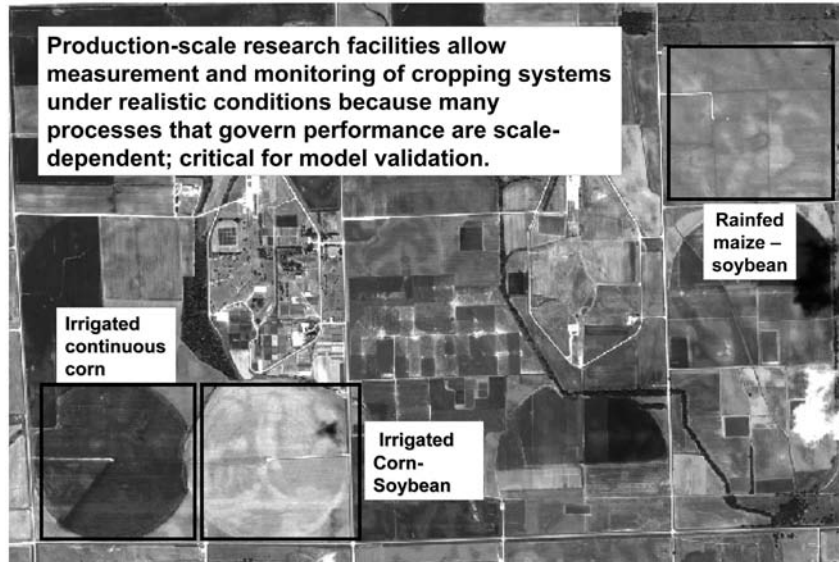 Production-scale research facilities allow
measurement and monitoring of cropping systems
under realistic conditions because many
processes that govern performance are scale-
dependent; critical for model validation.
Rainfed
maize –
soybean
Irrigated
continuous
corn
Irrigated
Corn-
Soybean